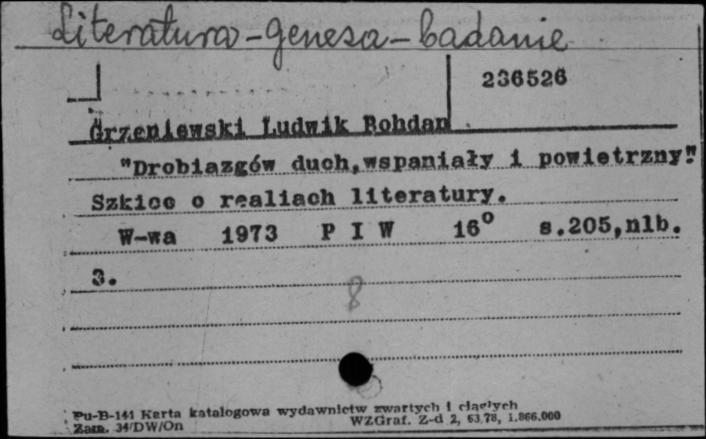 Literatura-geneza-badanie
236526
Grzeniewski Ludwik Bohdan
"Drobiazgów duch,wspaniały i powietrzny"
Szkice o realiach literatury.
W-wa 1973 P I W 16° s.205,nlb.
3.
8
Pu-B-141 Karta katalogowa wydawnictw zwartych i ciągłych
Zam. 34/DW/On WZGraf. Z-d 2, 63,78, 1.866.000